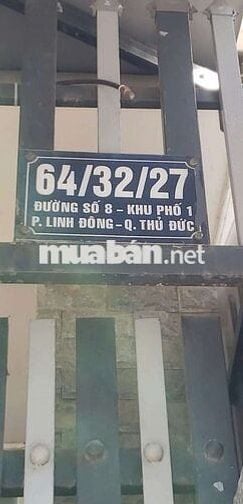 64/32/27
ĐƯỜNG SỐ 8 - KHU PHỐ 1
P. LINH ĐÔNG - Q. THỦ ĐỨC
muabán.net